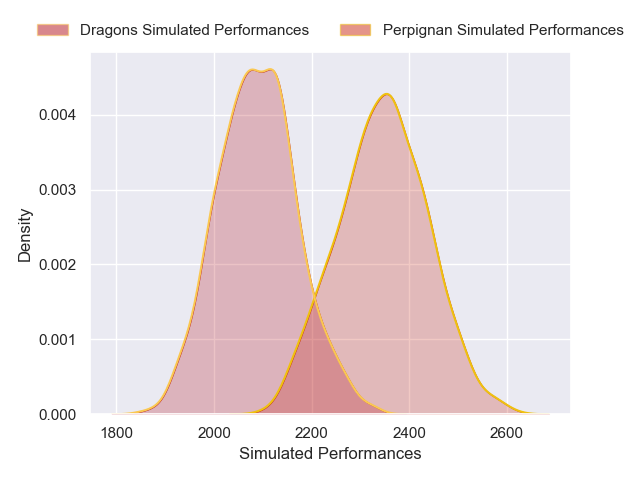 Dragons Simulated Performances
Perpignan Simulated Performances
Density
0.004
0.003
0.002
0.001
0.000
1800
2000
2200
2400
2600
Simulated Performances